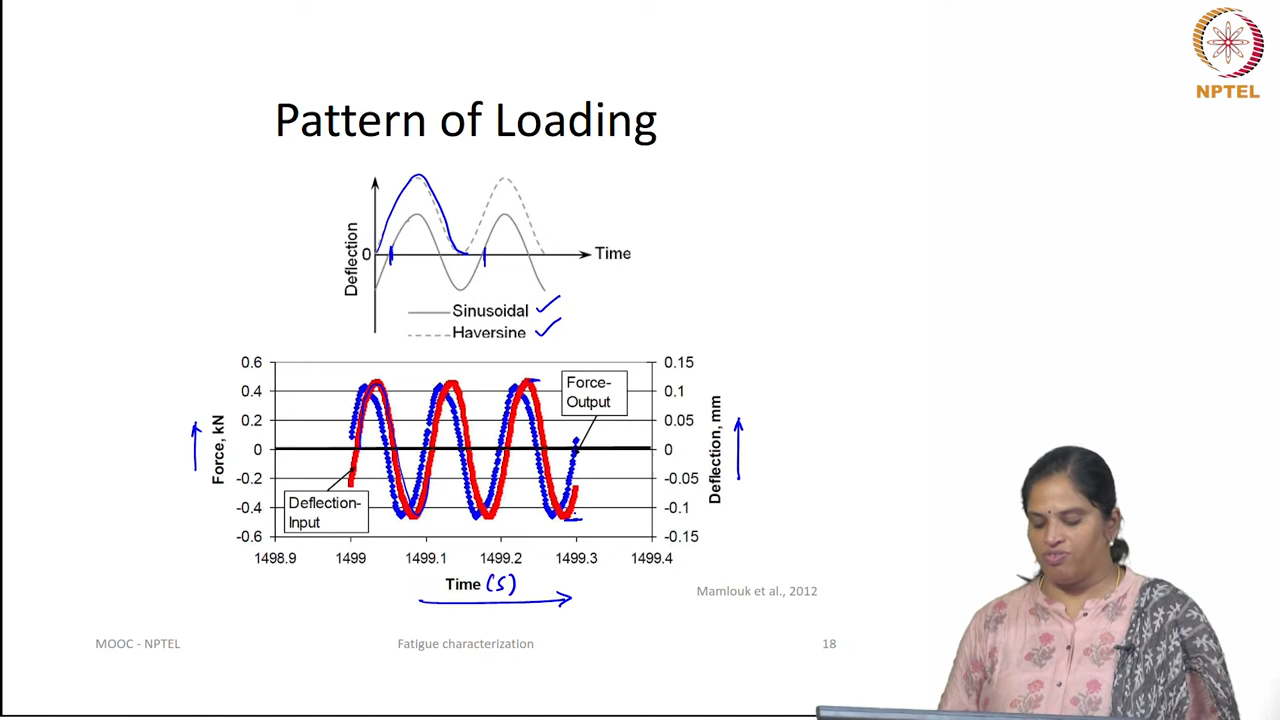 NPTEL
Pattern of Loading
Deflection
0
Time
Sinusoidal
Haversine
0.6
0.4
0.2
0
-0.2
-0.4
-0.6
Force, kN
0.15
0.1
0.05
0
-0.05
-0.1
-0.15
Deflection, mm
Force-
Output
Deflection-
Input
1498.9 1499 1499.1 1499.2 1499.3 1499.4
Time (s)
Mamlouk et al., 2012
MOOC - NPTEL Fatigue characterization 18